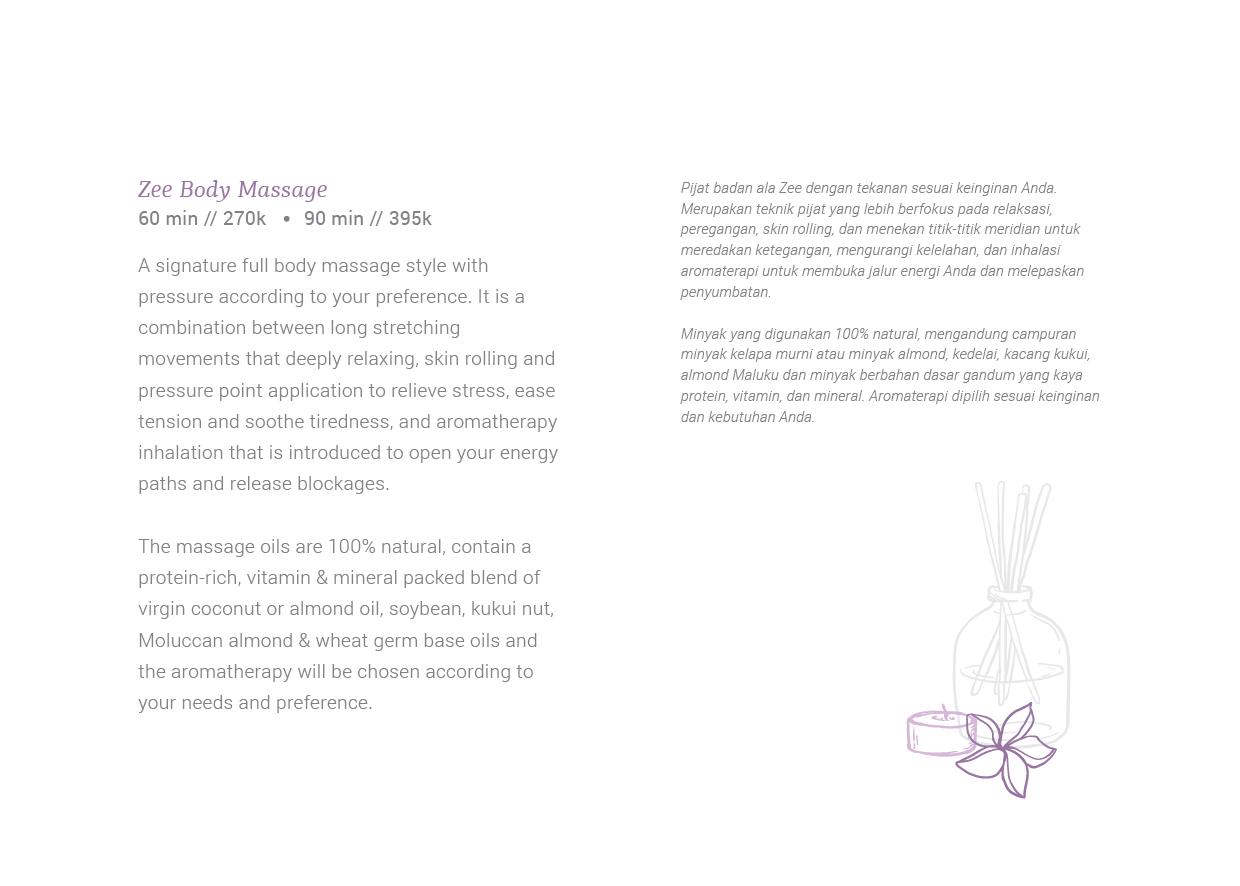 Zee Body Massage
60 min // 270k • 90 min // 395k
A signature full body massage style with
pressure according to your preference. It is a
combination between long stretching
movements that deeply relaxing, skin rolling and
pressure point application to relieve stress, ease
tension and soothe tiredness, and aromatherapy
inhalation that is introduced to open your energy
paths and release blockages.
The massage oils are 100% natural, contain a
protein-rich, vitamin & mineral packed blend of
virgin coconut or almond oil, soybean, kukui nut,
Moluccan almond & wheat germ base oils and
the aromatherapy will be chosen according to
your needs and preference.
Pijat badan ala Zee dengan tekanan sesuai keinginan Anda.
Merupakan teknik pijat yang lebih berfokus pada relaksasi,
peregangan, skin rolling, dan menekan titik-titik meridian untuk
meredakan ketegangan, mengurangi kelelahan, dan inhalasi
aromaterapi untuk membuka jalur energi Anda dan melepaskan
penyumbatan.
Minyak yang digunakan 100% natural, mengandung campuran
minyak kelapa murni atau minyak almond, kedelai, kacang kukui,
almond Maluku dan minyak berbahan dasar gandum yang kaya
protein, vitamin, dan mineral. Aromaterapi dipilih sesuai keinginan
dan kebutuhan Anda.